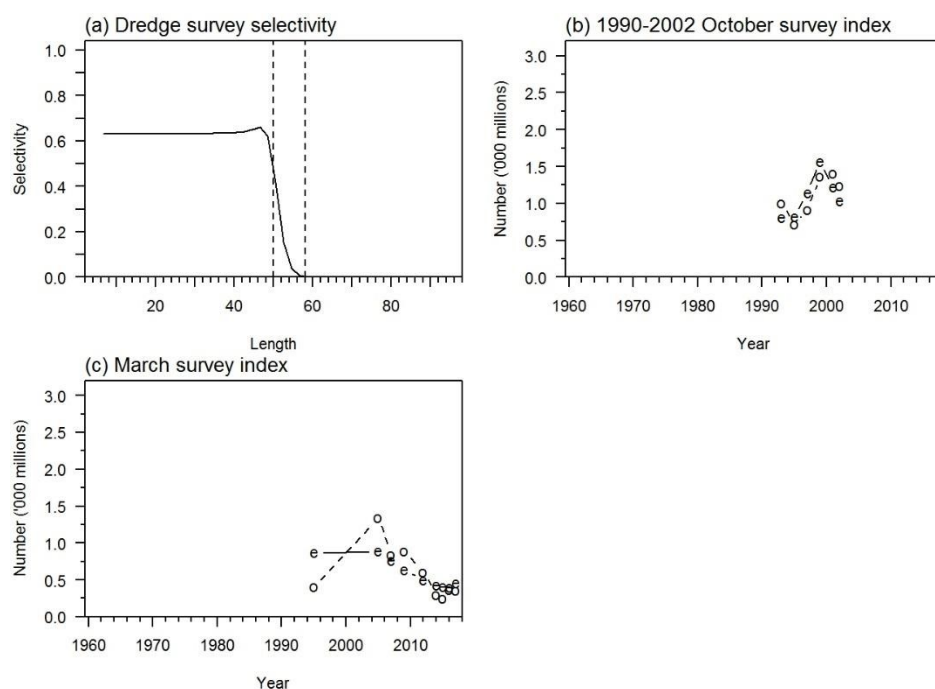 (a) Dredge survey selectivity
1.0
0.8
0.6
0.4
0.2
0.0
Selectivity
20 40 60 80
Length
(b) 1990-2002 October survey index
3.0
2.5
2.0
1.5
1.0
0.5
0.0
Number ('000 millions)
1960 1970 1980 1990 2000 2010
Year
o o o o o o
e e e e e e
(c) March survey index
3.0
2.5
2.0
1.5
1.0
0.5
0.0
Number ('000 millions)
1960 1970 1980 1990 2000 2010
Year